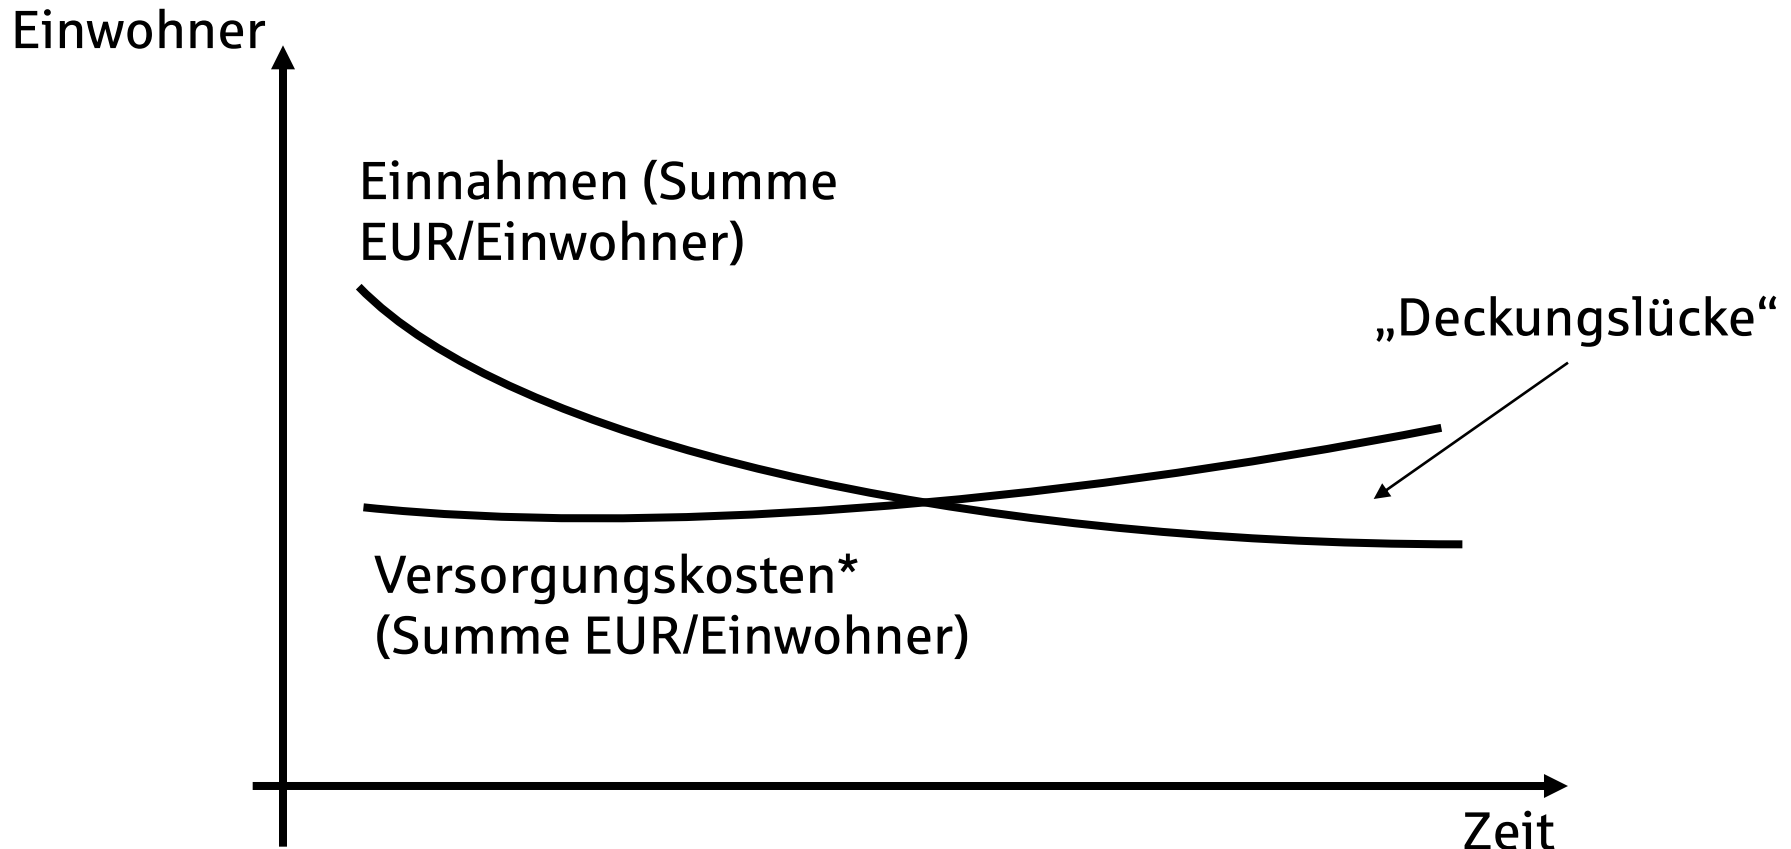 Einwohner
Einnahmen (Summe
EUR/Einwohner)
„Deckungslücke“
Versorgungskosten*
(Summe EUR/Einwohner)
Zeit